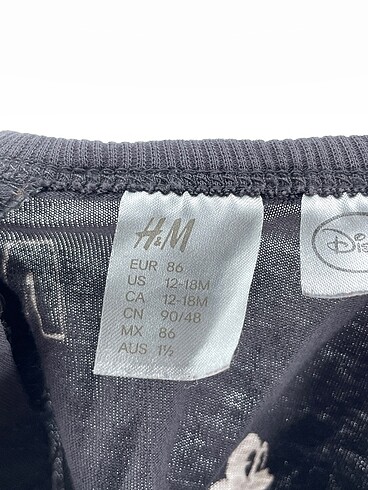 H&M
EUR 86
US 12-18M
CA 12-18M
CN 90/48
MX 86
AUS 1½